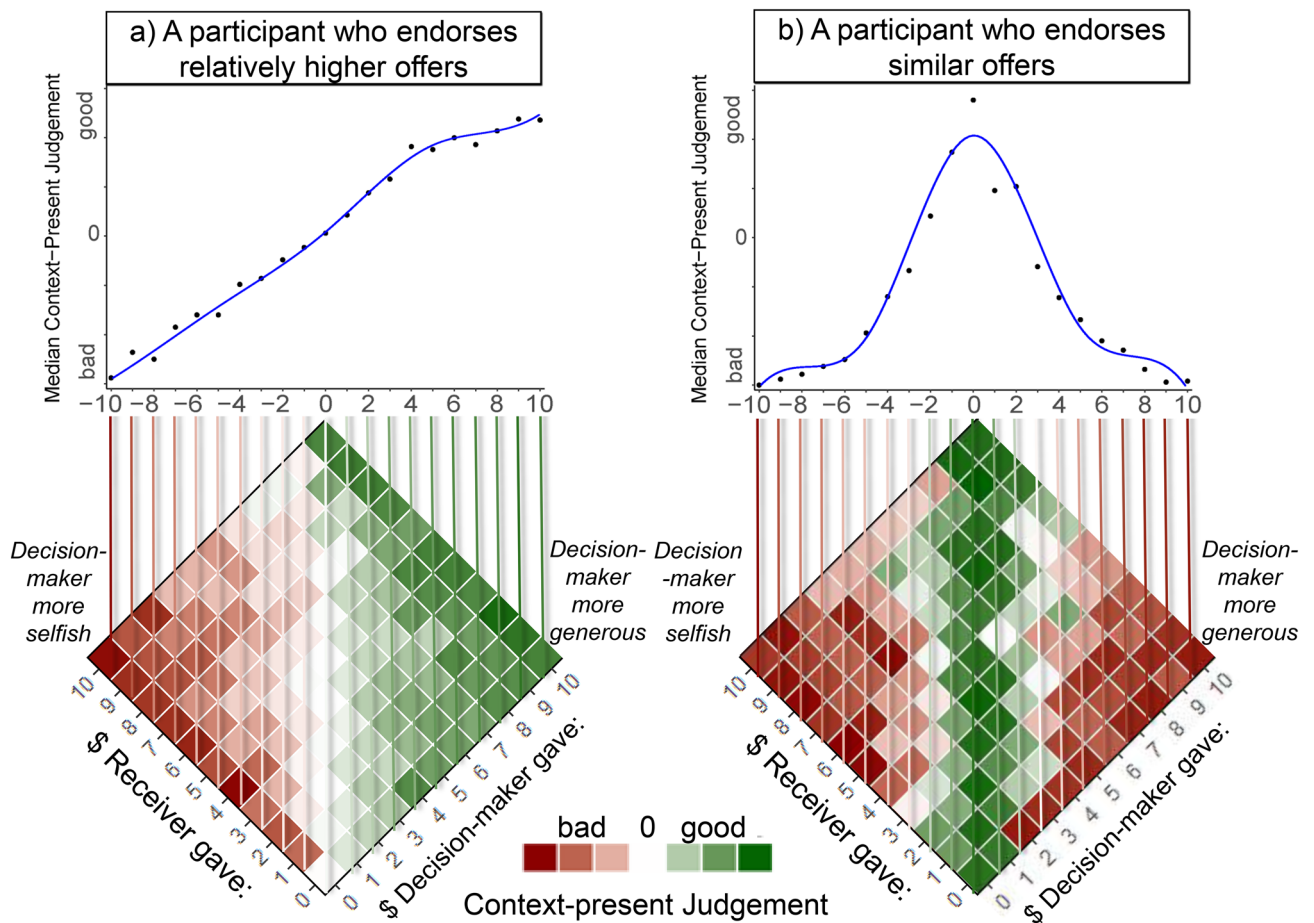 a) A participant who endorses
relatively higher offers
b) A participant who endorses
similar offers
Median Context-Present Judgement
good
0
bad
−10 −8 −6 −4 −2 0 2 4 6 8 10
Median Context-Present Judgement
good
0
bad
−10 −8 −6 −4 −2 0 2 4 6 8 10
Decision-
maker
more
selfish
Decision-
maker
more
generous
Decision
-maker
more
selfish
Decision-
maker
more
generous
10 9 8 7 6 5 4 3 2 1 0
$ Receiver gave:
0 1 2 3 4 5 6 7 8 9 10
$ Decision-maker gave:
10 9 8 7 6 5 4 3 2 1 0
$ Receiver gave:
0 1 2 3 4 5 6 7 8 9 10
$ Decision-maker gave:
bad 0 good
Context-present Judgement